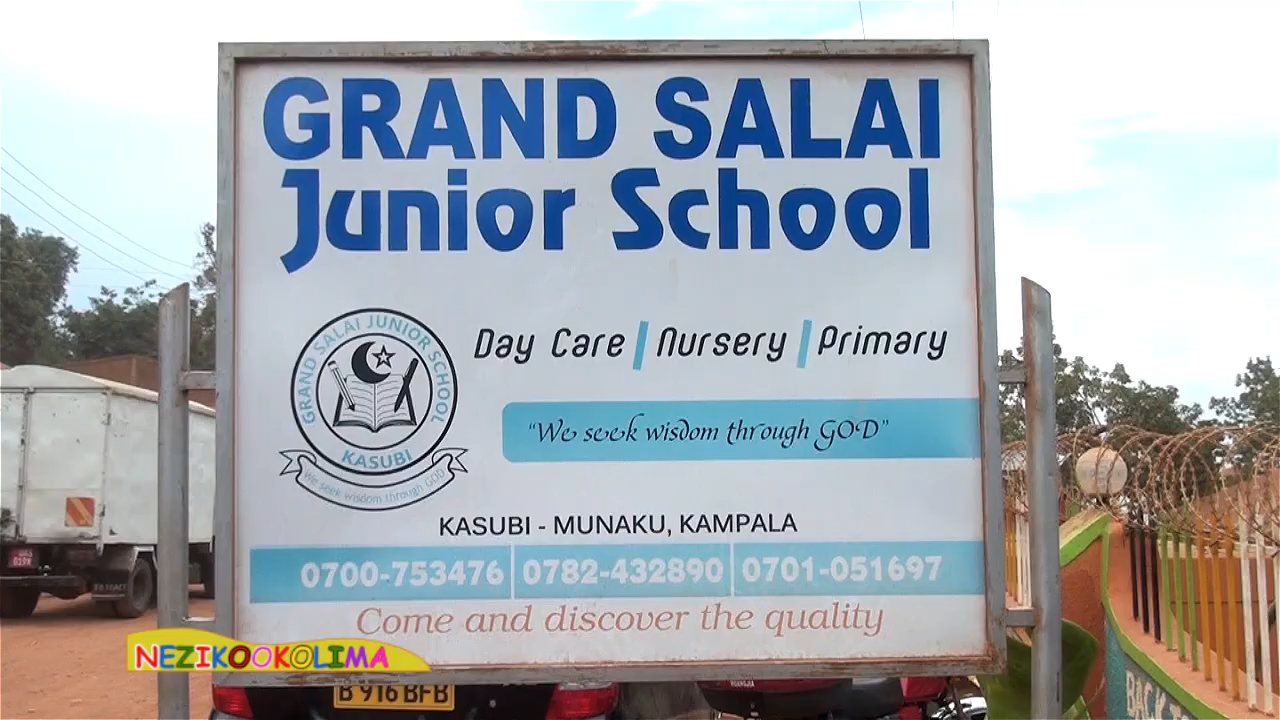 GRAND SALAI
Junior School
GRAND SALAI JUNIOR SCHOOL
KASUBI
We seek wisdom through GOD
Day Care | Nursery | Primary
"We seek wisdom through GOD"
KASUBI - MUNAKU, KAMPALA
0700-753476 0782-432890 0701-051697
Come and discover the quality
NEZIKOOKOLIMA
B 916 BFB